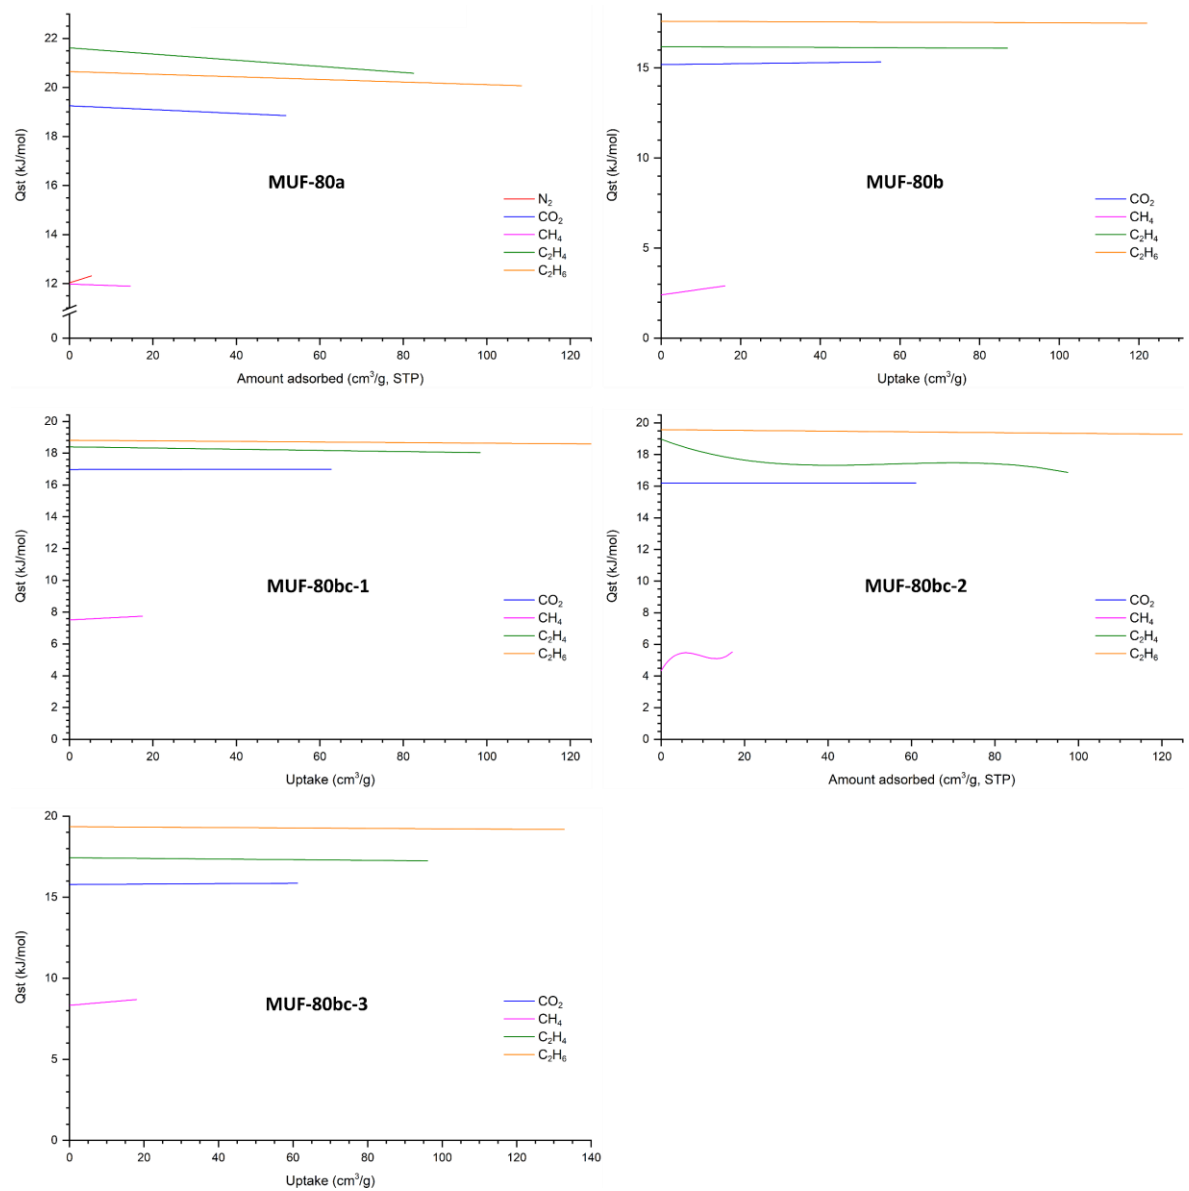 22
20
18
16
14
12
0
Qst (kJ/mol)
MUF-80a
N₂
CO₂
CH₄
C₂H₄
C₂H₆
0 20 40 60 80 100 120
Amount adsorbed (cm³/g, STP)
15
10
5
0
Qst (kJ/mol)
MUF-80b
CO₂
CH₄
C₂H₄
C₂H₆
0 20 40 60 80 100 120
Uptake (cm³/g)
20
18
16
14
12
10
8
6
4
2
0
Qst (kJ/mol)
MUF-80bc-1
CO₂
CH₄
C₂H₄
C₂H₆
0 20 40 60 80 100 120
Uptake (cm³/g)
20
18
16
14
12
10
8
6
4
2
0
Qst (kJ/mol)
MUF-80bc-2
CO₂
CH₄
C₂H₄
C₂H₆
0 20 40 60 80 100 120
Amount adsorbed (cm³/g, STP)
20
15
10
5
0
Qst (kJ/mol)
MUF-80bc-3
CO₂
CH₄
C₂H₄
C₂H₆
0 20 40 60 80 100 120 140
Uptake (cm³/g)